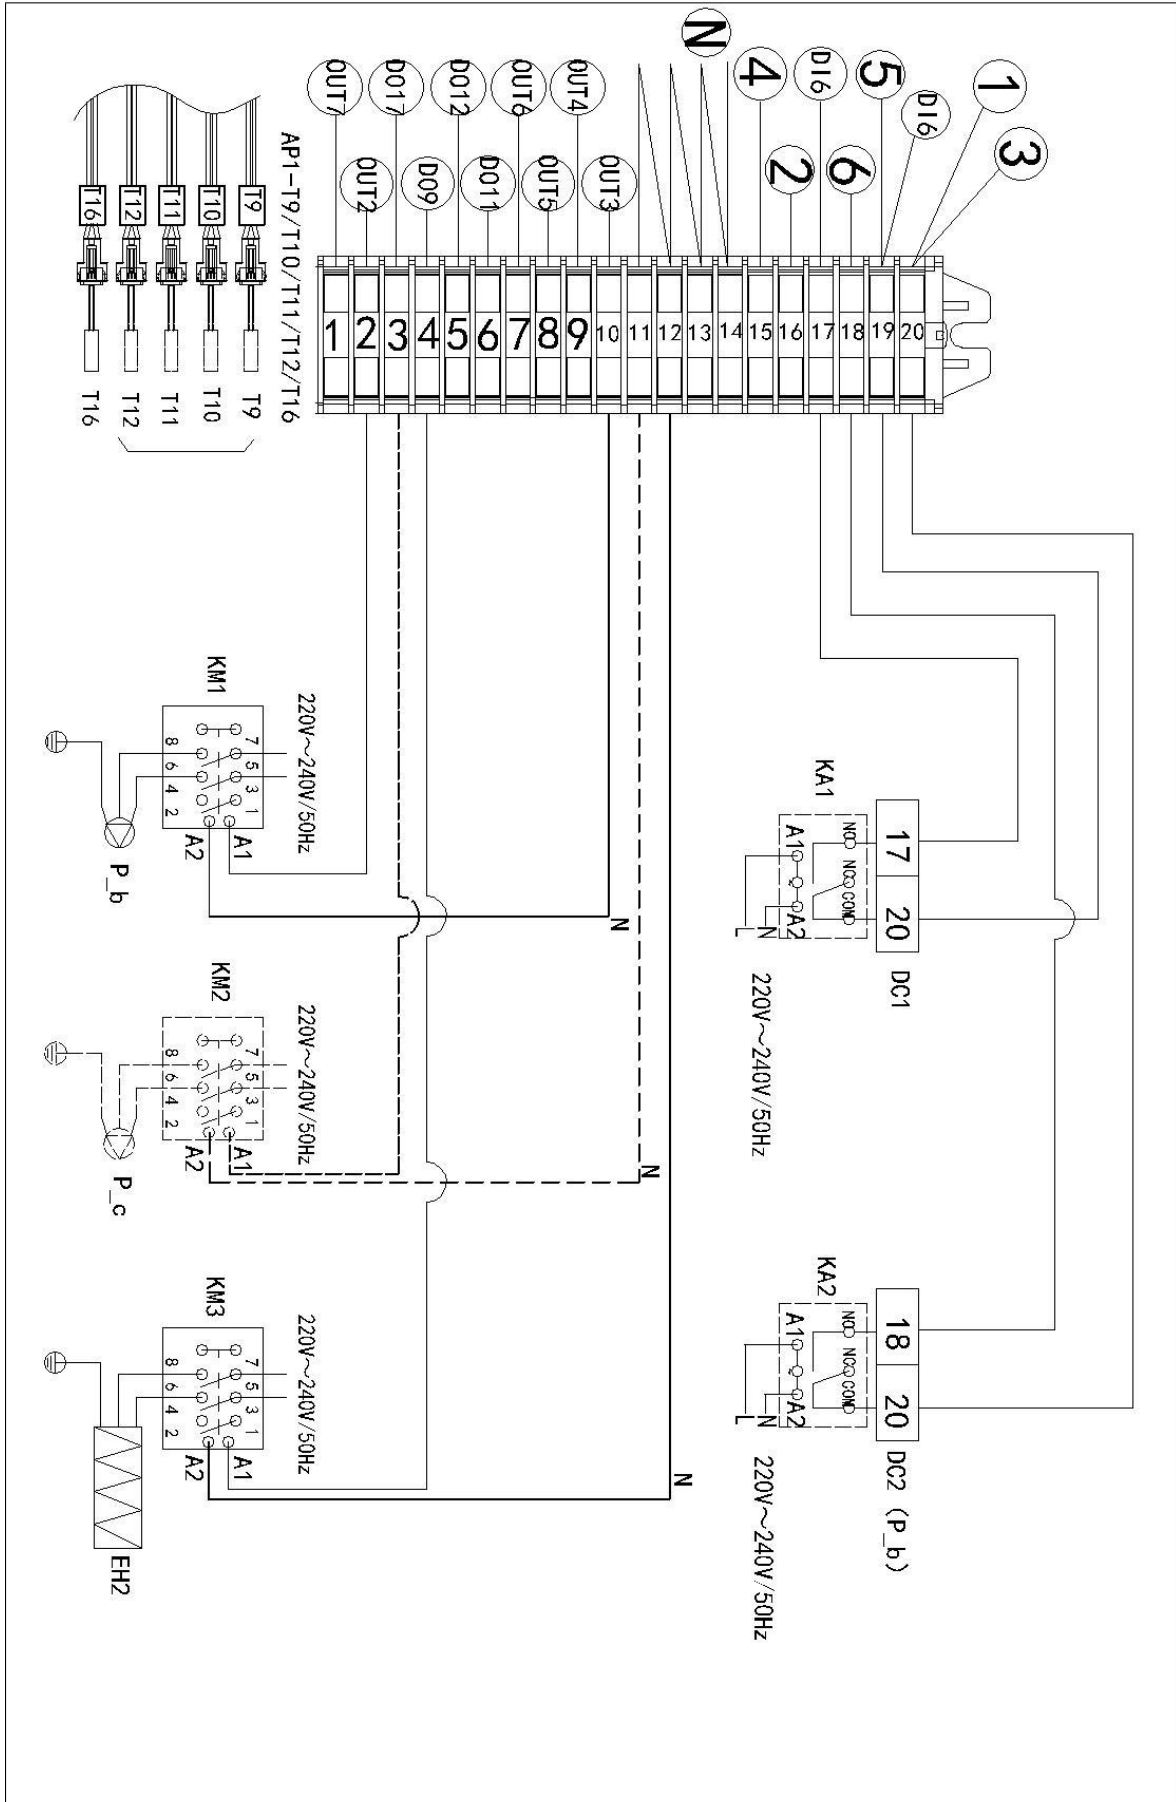 N
OUT7
DO17
DO12
OUT6
OUT4
4
DI6
5
DI6
1
3
OUT2
DO9
DO11
OUT5
OUT3
2
6
T16
T12
T11
T10
T9
AP1-T9/T10/T11/T12/T16
1 2 3 4 5 6 7 8 9 10 11 12 13 14 15 16 17 18 19 20
T16
T12
T11
T10
T9
KM1
220V～240V/50Hz
8 6 4 2
7 5 3 1
A2 A1
P_b
N
KM2
220V～240V/50Hz
8 6 4 2
7 5 3 1
A2 A1
P_c
N
KM3
220V～240V/50Hz
8 6 4 2
7 5 3 1
A2 A1
EH2
N
KA1
A1 A2
NO NC COM
17 20
DC1
L N
220V～240V/50Hz
KA2
A1 A2
NO NC COM
18 20
DC2 (P_b)
L N
220V～240V/50Hz